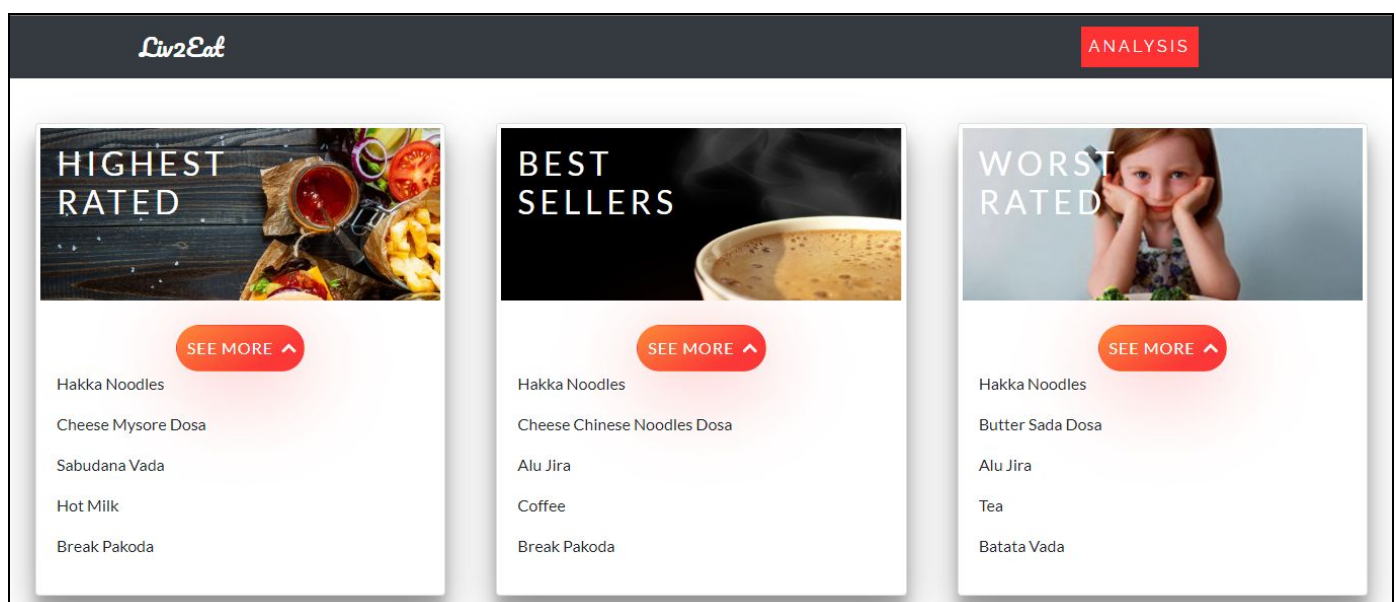 Liv2Eat
ANALYSIS
HIGHEST
RATED
SEE MORE
Hakka Noodles
Cheese Mysore Dosa
Sabudana Vada
Hot Milk
Break Pakoda
BEST
SELLERS
SEE MORE
Hakka Noodles
Cheese Chinese Noodles Dosa
Alu Jira
Coffee
Break Pakoda
WORST
RATED
SEE MORE
Hakka Noodles
Butter Sada Dosa
Alu Jira
Tea
Batata Vada